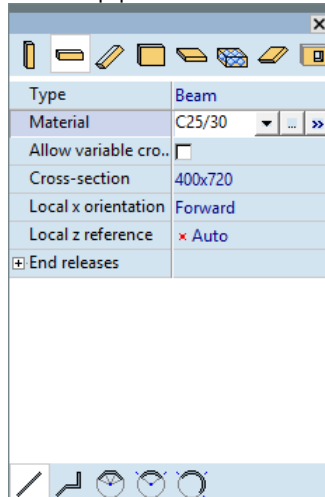 Type Beam
Material C25/30 ... »
Allow variable cro..
Cross-section 400x720
Local x orientation Forward
Local z reference × Auto
End releases